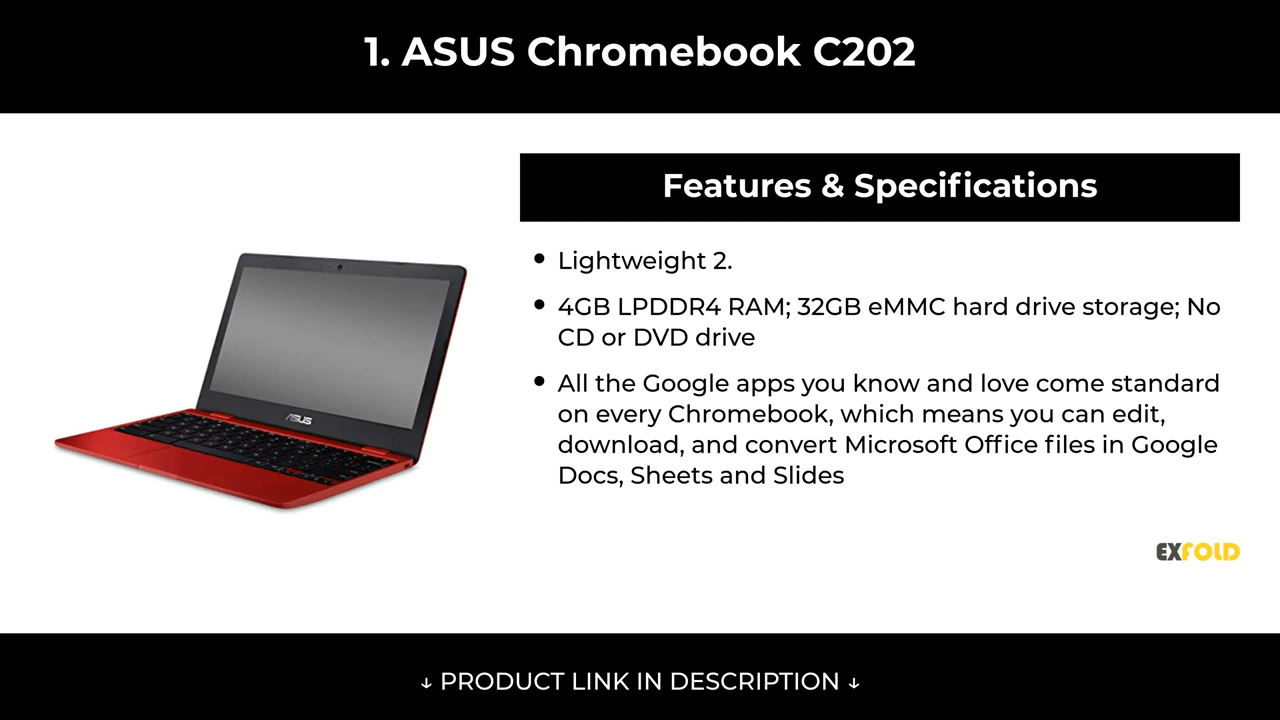 1. ASUS Chromebook C202
Features & Specifications
• Lightweight 2.
• 4GB LPDDR4 RAM; 32GB eMMC hard drive storage; No
CD or DVD drive
• All the Google apps you know and love come standard
on every Chromebook, which means you can edit,
download, and convert Microsoft Office files in Google
Docs, Sheets and Slides
ASUS
EXFOLD
↓ PRODUCT LINK IN DESCRIPTION ↓